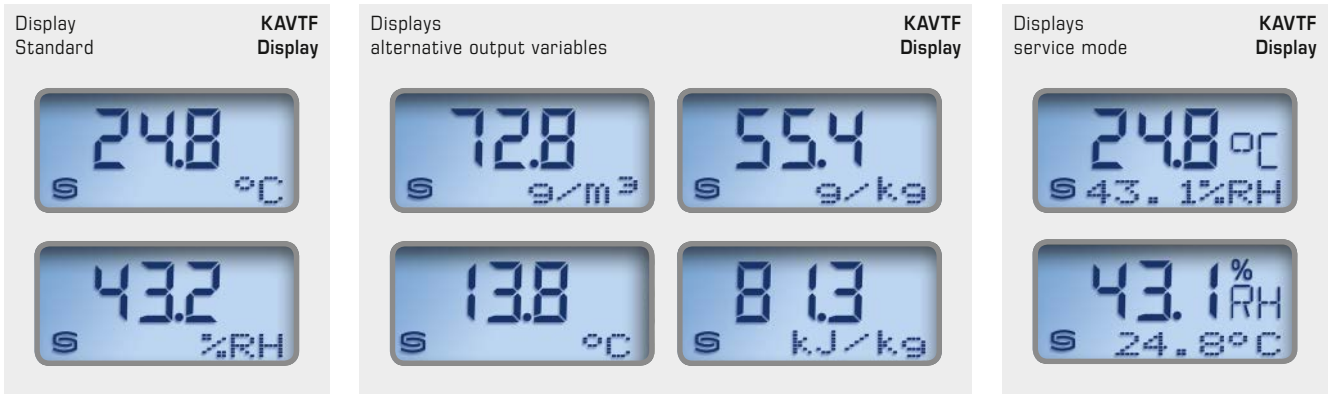 Display
Standard
KAVTF
Display
24.8
°C
43.2
%RH
Displays
alternative output variables
KAVTF
Display
72.8
g/m³
55.4
g/kg
13.8
°C
81.3
kJ/kg
Displays
service mode
KAVTF
Display
24.8 °C
43.1%RH
43.1 % RH
24.8°C